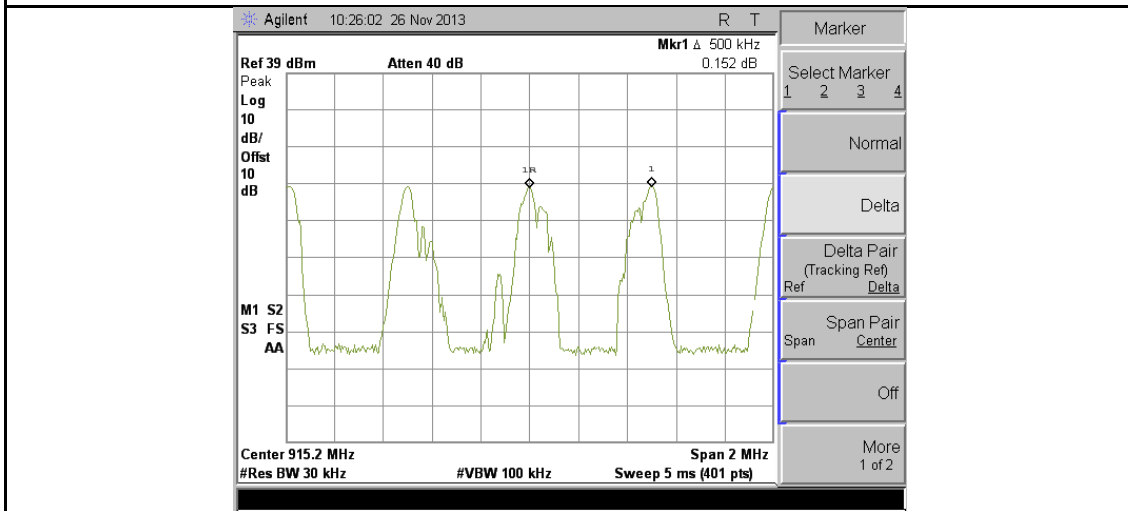 Agilent 10:26:02 26 Nov 2013 R T
Mkr1 Δ 500 kHz
Ref 39 dBm Atten 40 dB 0.152 dB
Peak
Log
10
dB/
Offst
10
dB
1R
1
M1 S2
S3 FS
AA
Center 915.2 MHz Span 2 MHz
#Res BW 30 kHz #VBW 100 kHz Sweep 5 ms (401 pts)
Marker
Select Marker
1 2 3 4
Normal
Delta
Delta Pair
(Tracking Ref)
Ref Delta
Span Pair
Span Center
Off
More
1 of 2